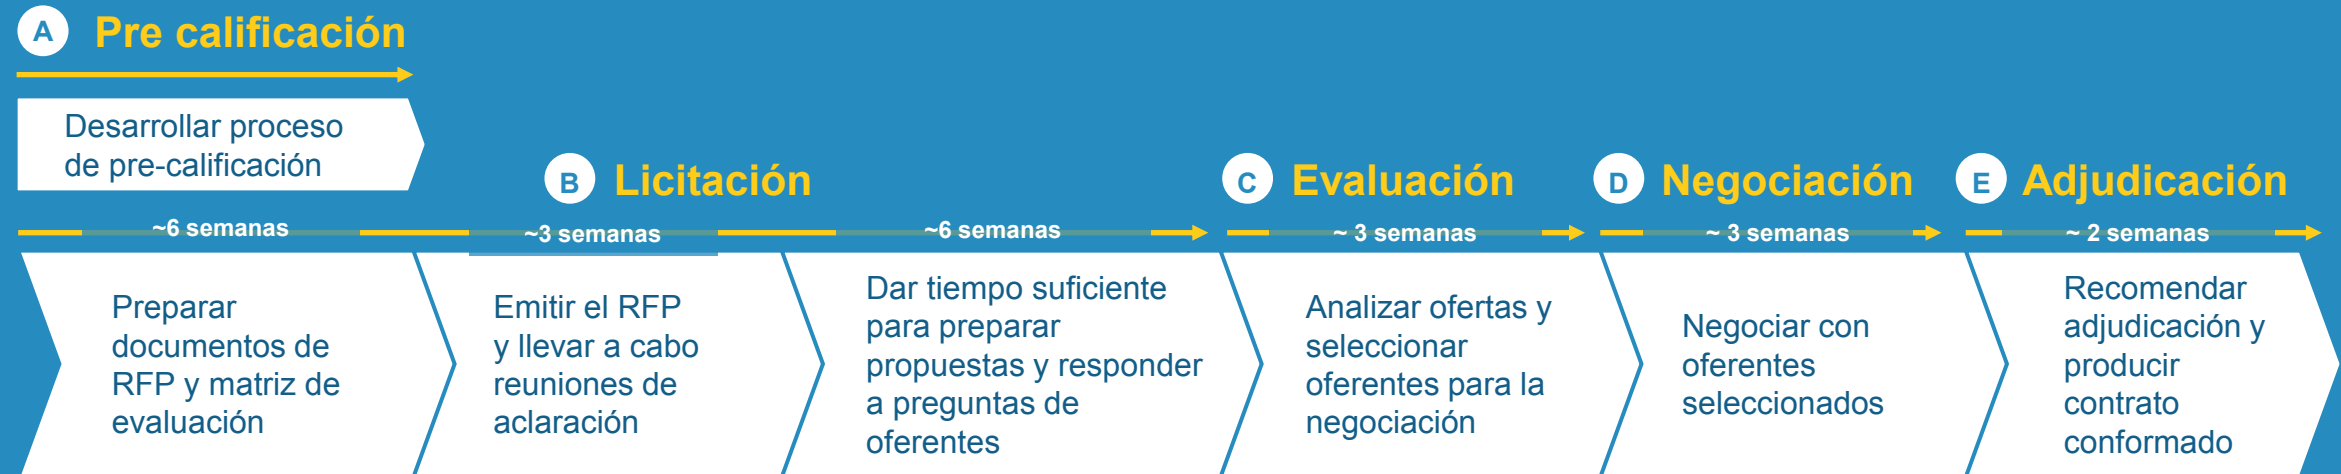 A Pre calificación
Desarrollar proceso
de pre-calificación
B Licitación
C Evaluación
D Negociación
E Adjudicación
~6 semanas
~3 semanas
~6 semanas
~ 3 semanas
~ 3 semanas
~ 2 semanas
Preparar
documentos de
RFP y matriz de
evaluación
Emitir el RFP
y llevar a cabo
reuniones de
aclaración
Dar tiempo suficiente
para preparar
propuestas y responder
a preguntas de
oferentes
Analizar ofertas y
seleccionar
oferentes para la
negociación
Negociar con
oferentes
seleccionados
Recomendar
adjudicación y
producir
contrato
conformado